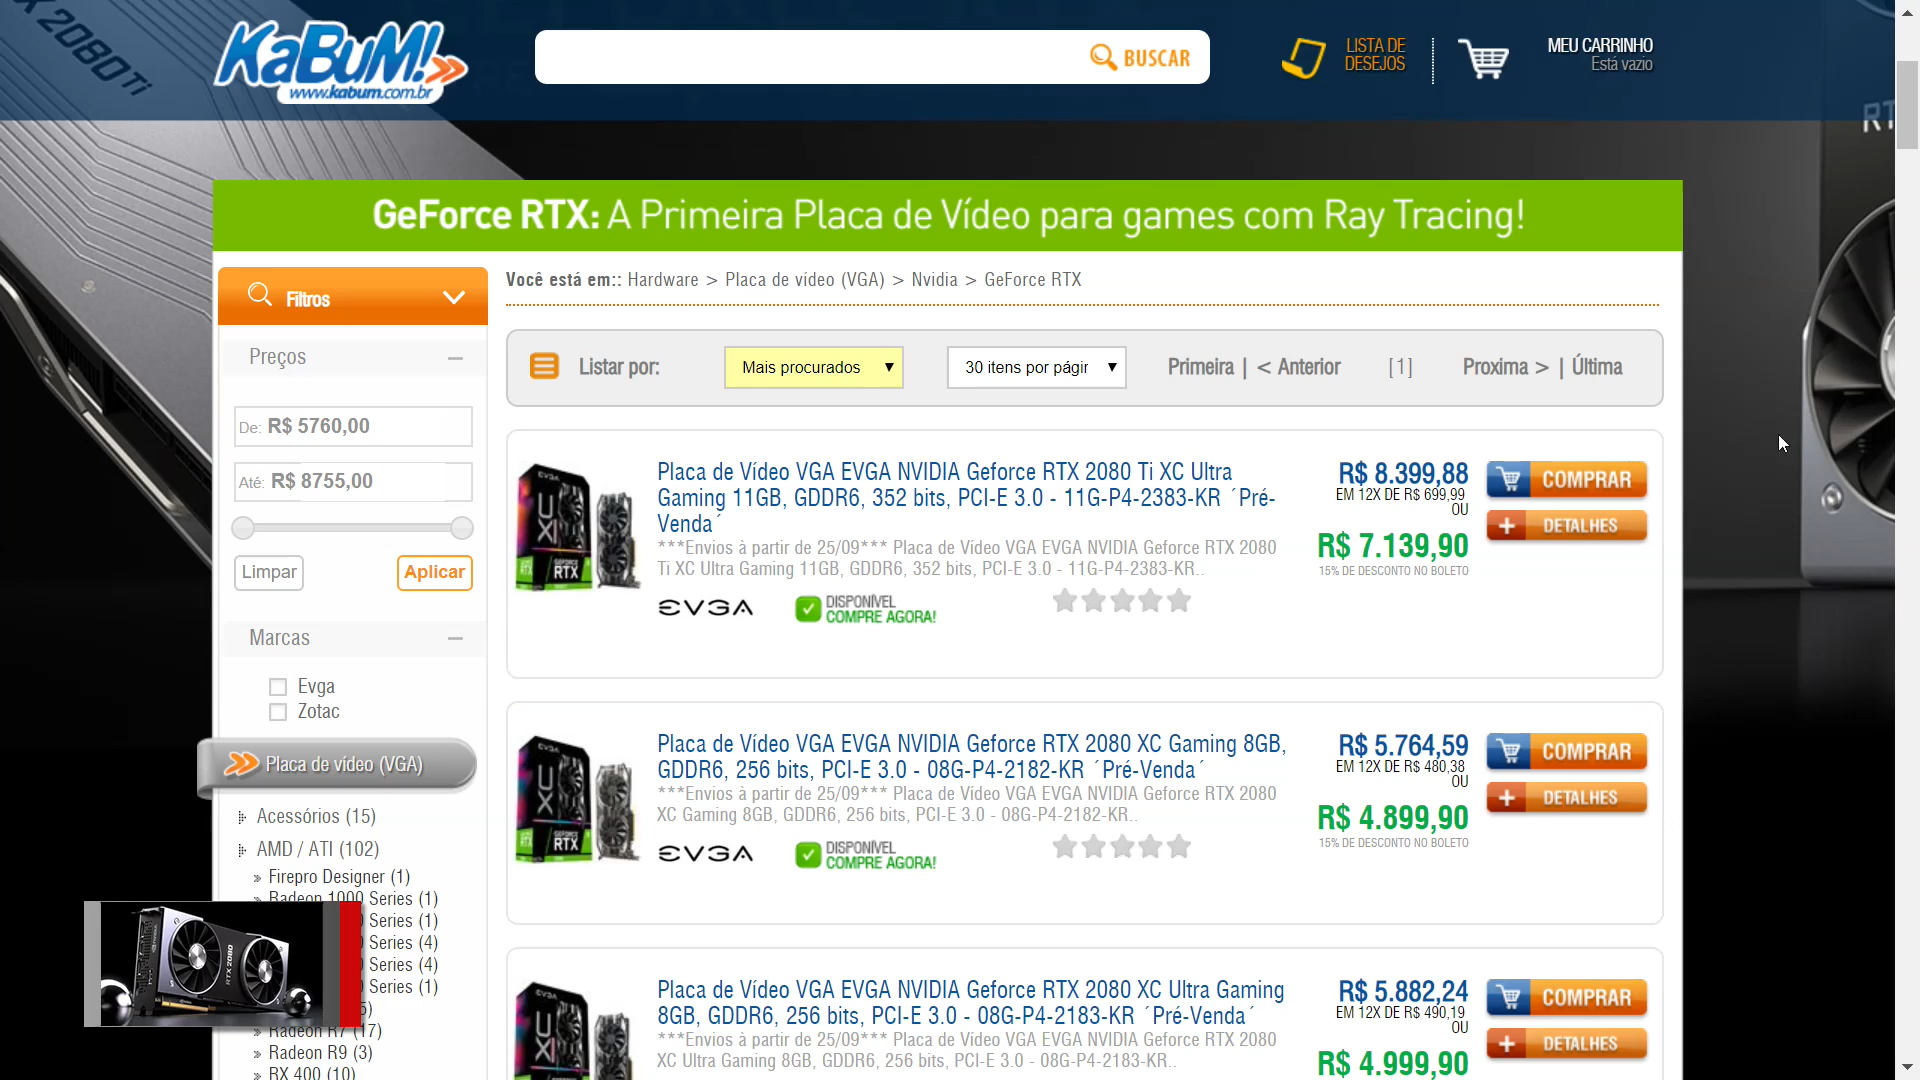 X 2080Ti
KaBuM!
www.kabum.com.br
BUSCAR
LISTA DE
DESEJOS
MEU CARRINHO
Está vazio
RT
GeForce RTX: A Primeira Placa de Vídeo para games com Ray Tracing!
Filtros
Preços
De: R$ 5760,00
Até: R$ 8755,00
Limpar
Aplicar
Marcas
Evga
Zotac
Placa de vídeo (VGA)
Acessórios (15)
AMD / ATI (102)
» Firepro Designer (1)
» Radeon 1000 Series (1)
Series (1)
Series (4)
Series (4)
Series (1)
» Radeon R7 (17)
» Radeon R9 (3)
» RX 400 (10)
RTX 2080
Você está em:: Hardware > Placa de vídeo (VGA) > Nvidia > GeForce RTX
Listar por:
Mais procurados
30 itens por págir
Primeira | < Anterior
[1]
Proxima > | Última
Placa de Vídeo VGA EVGA NVIDIA Geforce RTX 2080 Ti XC Ultra
Gaming 11GB, GDDR6, 352 bits, PCI-E 3.0 - 11G-P4-2383-KR ´Pré-
Venda´
***Envios à partir de 25/09*** Placa de Vídeo VGA EVGA NVIDIA Geforce RTX 2080
Ti XC Ultra Gaming 11GB, GDDR6, 352 bits, PCI-E 3.0 - 11G-P4-2383-KR..
EVGA
DISPONÍVEL
COMPRE AGORA!
R$ 8.399,88
EM 12X DE R$ 699,99
OU
R$ 7.139,90
15% DE DESCONTO NO BOLETO
COMPRAR
DETALHES
Placa de Vídeo VGA EVGA NVIDIA Geforce RTX 2080 XC Gaming 8GB,
GDDR6, 256 bits, PCI-E 3.0 - 08G-P4-2182-KR ´Pré-Venda´
***Envios à partir de 25/09*** Placa de Vídeo VGA EVGA NVIDIA Geforce RTX 2080
XC Gaming 8GB, GDDR6, 256 bits, PCI-E 3.0 - 08G-P4-2182-KR..
EVGA
DISPONÍVEL
COMPRE AGORA!
R$ 5.764,59
EM 12X DE R$ 480,38
OU
R$ 4.899,90
15% DE DESCONTO NO BOLETO
COMPRAR
DETALHES
Placa de Vídeo VGA EVGA NVIDIA Geforce RTX 2080 XC Ultra Gaming
8GB, GDDR6, 256 bits, PCI-E 3.0 - 08G-P4-2183-KR ´Pré-Venda´
***Envios à partir de 25/09*** Placa de Vídeo VGA EVGA NVIDIA Geforce RTX 2080
XC Ultra Gaming 8GB, GDDR6, 256 bits, PCI-E 3.0 - 08G-P4-2183-KR..
R$ 5.882,24
EM 12X DE R$ 490,19
OU
R$ 4.999,90
COMPRAR
DETALHES